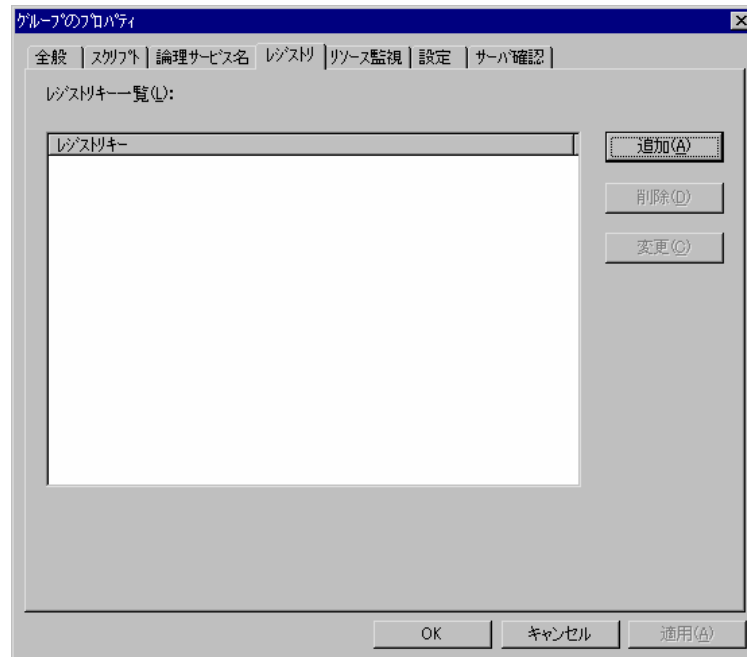 グループのプロパティ
全般 スクリプト 論理サービス名 レジストリ リソース監視 設定 サーバ確認
レジストリキー一覧(L):
レジストリキー
追加(A)
削除(D)
変更(C)
OK キャンセル 適用(A)